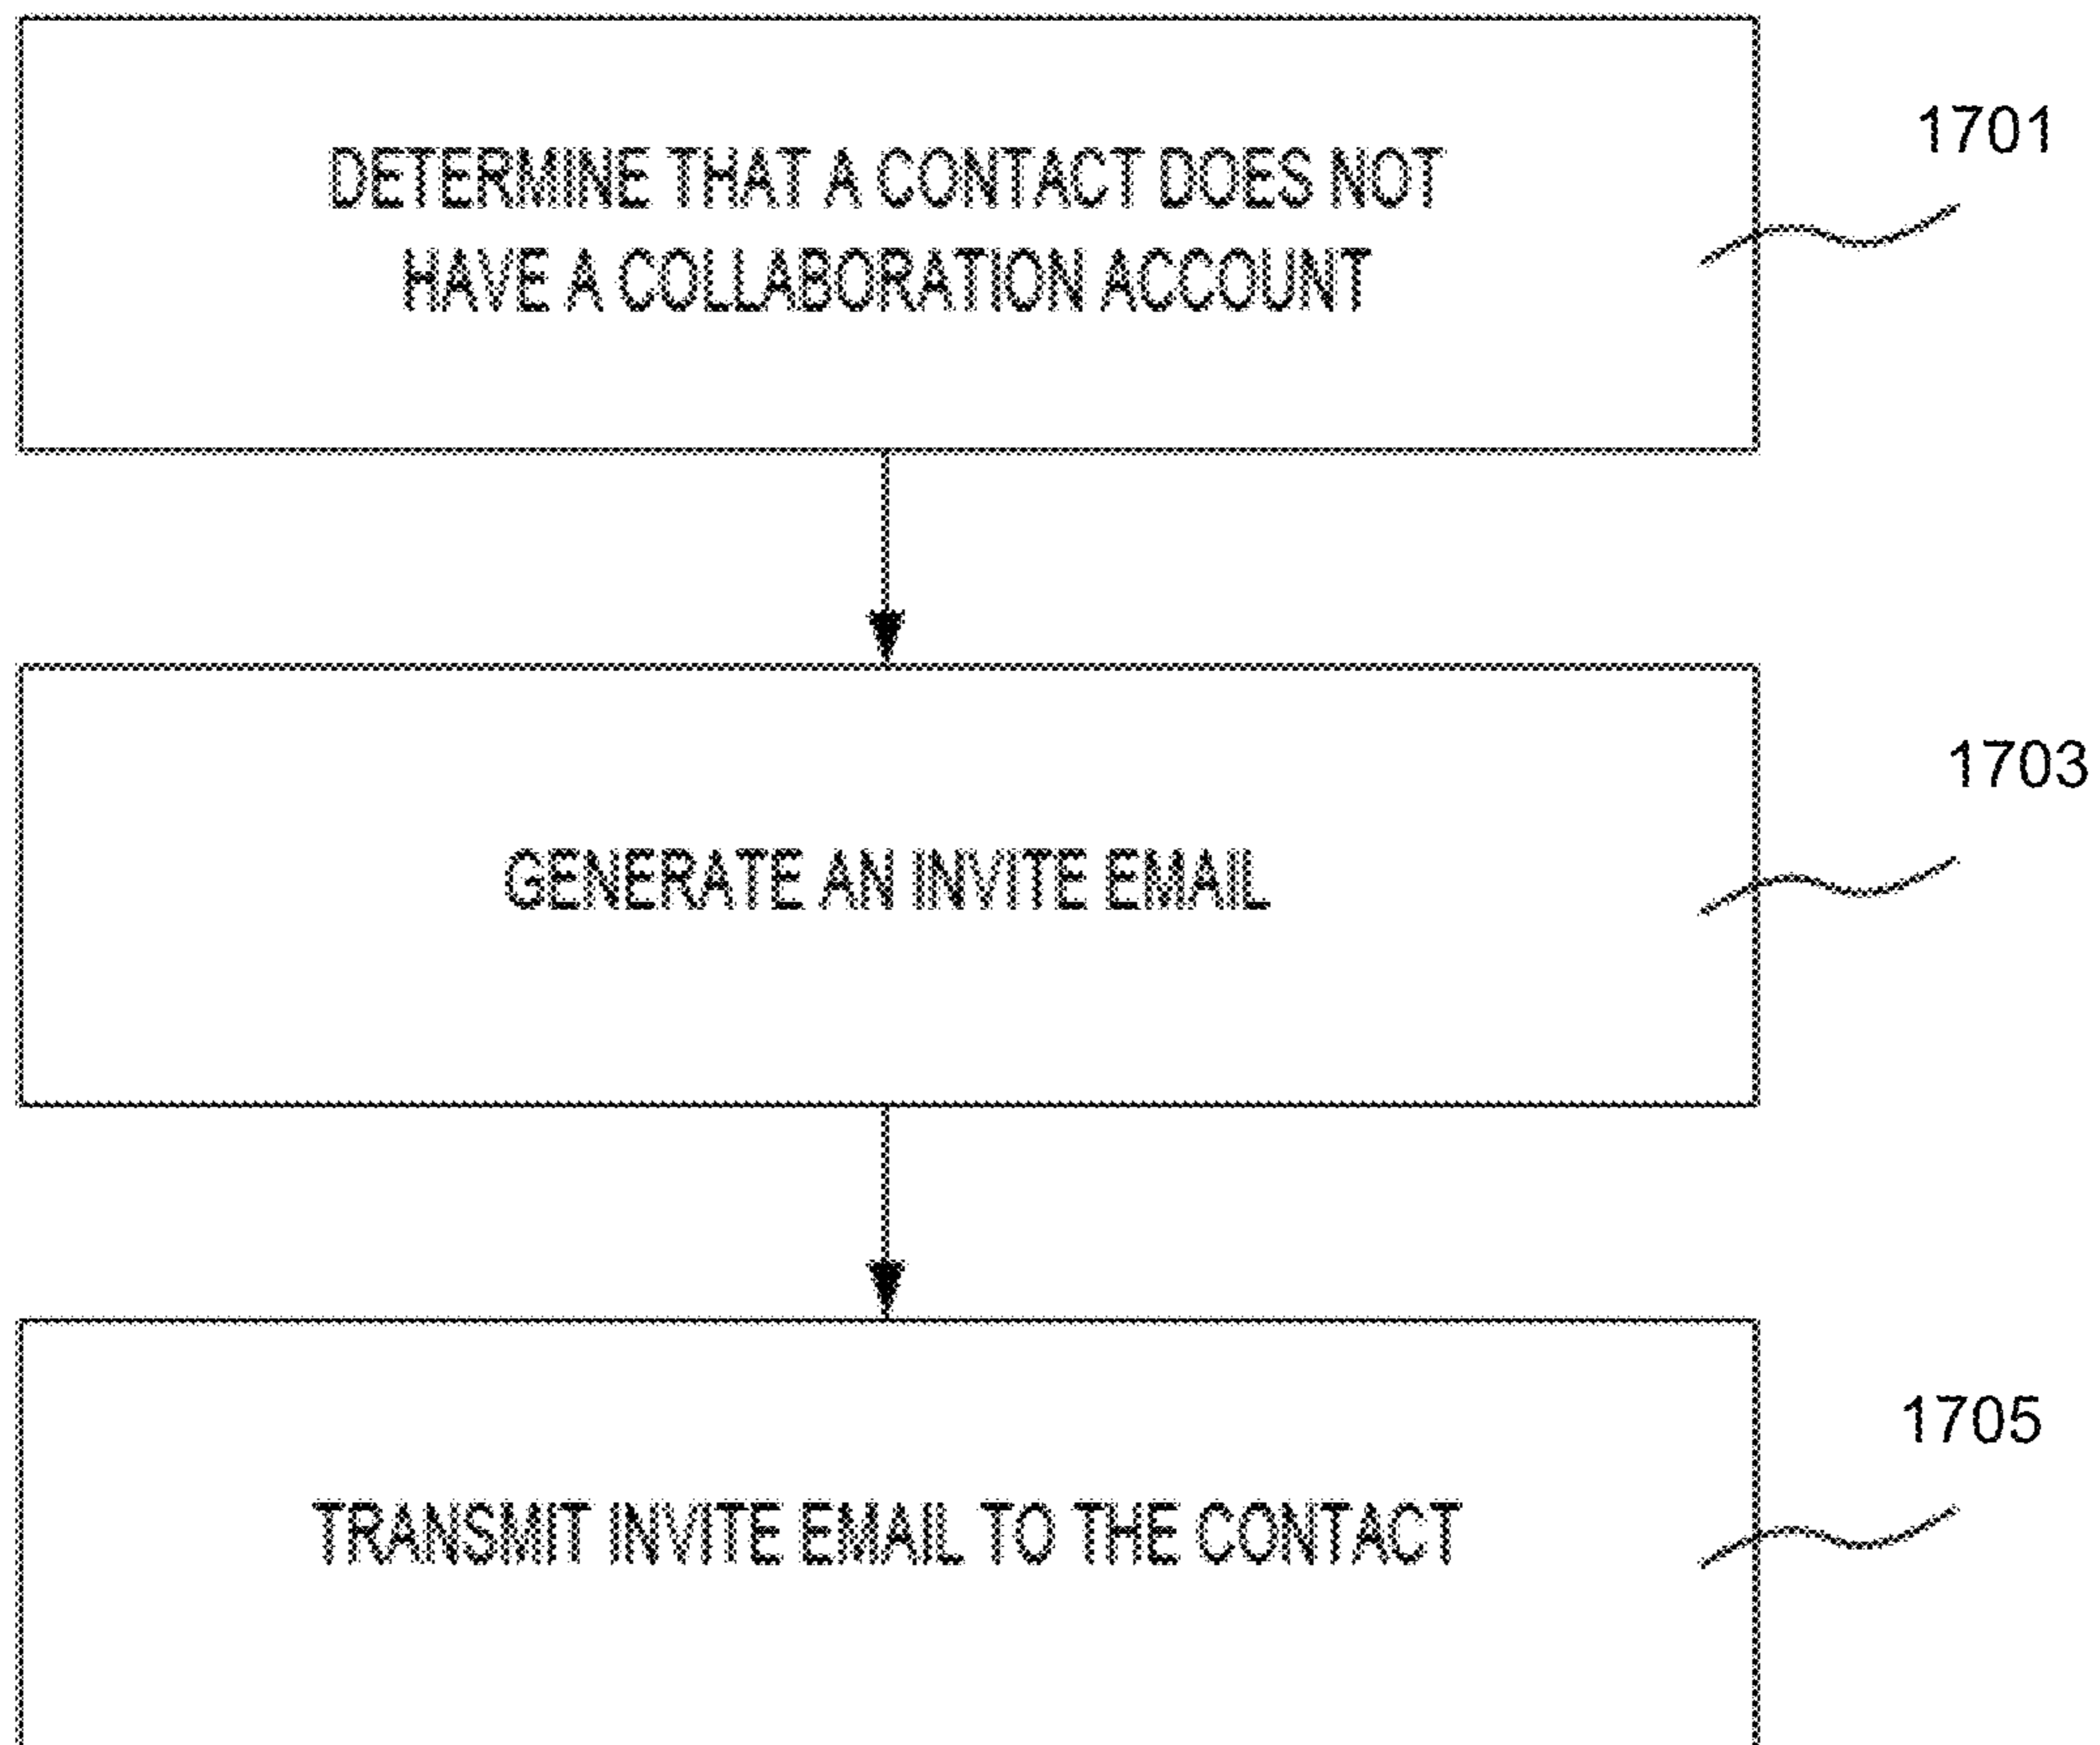 DETERMINE THAT A CONTACT DOES NOT
HAVE A COLLABORATION ACCOUNT
1701
GENERATE AN INVITE EMAIL
1703
TRANSMIT INVITE EMAIL TO THE CONTACT
1705